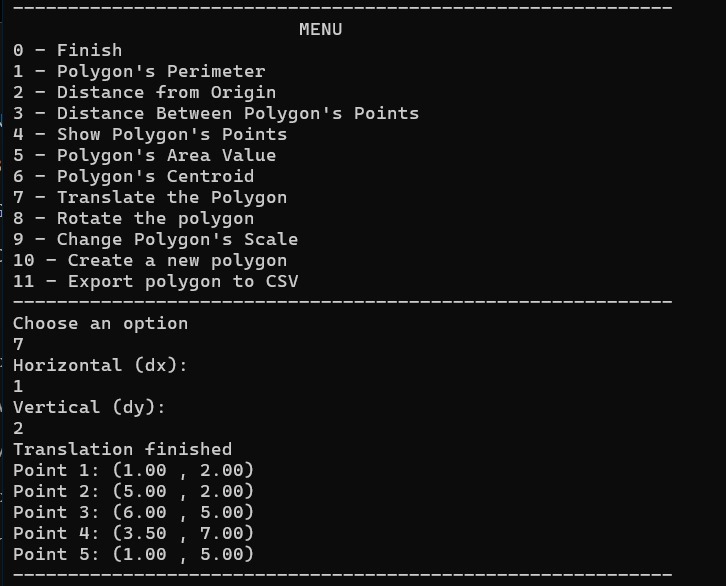 MENU
0 - Finish
1 - Polygon's Perimeter
2 - Distance from Origin
3 - Distance Between Polygon's Points
4 - Show Polygon's Points
5 - Polygon's Area Value
6 - Polygon's Centroid
7 - Translate the Polygon
8 - Rotate the polygon
9 - Change Polygon's Scale
10 - Create a new polygon
11 - Export polygon to CSV
Choose an option
7
Horizontal (dx):
1
Vertical (dy):
2
Translation finished
Point 1: (1.00 , 2.00)
Point 2: (5.00 , 2.00)
Point 3: (6.00 , 5.00)
Point 4: (3.50 , 7.00)
Point 5: (1.00 , 5.00)